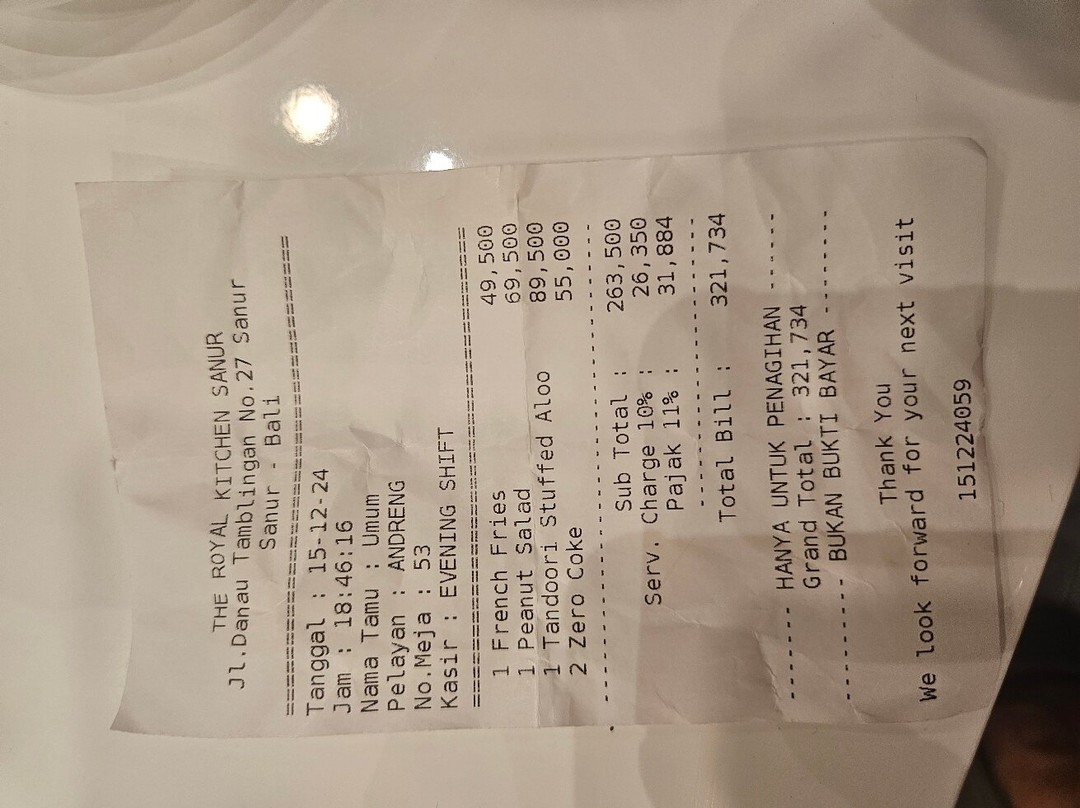 THE ROYAL KITCHEN SANUR
Jl.Danau Tamblingan No.27 Sanur
Sanur - Bali
================================
Tanggal : 15-12-24
Jam : 18:46:16
Nama Tamu : Umum
Pelayan : ANDRENG
No.Meja : 53
Kasir : EVENING SHIFT
================================
1 French Fries 49,500
1 Peanut Salad 69,500
1 Tandoori Stuffed Aloo 89,500
2 Zero Coke 55,000
--------------------------------
Sub Total : 263,500
Serv. Charge 10% : 26,350
Pajak 11% : 31,884
--------------------
Total Bill : 321,734
------- HANYA UNTUK PENAGIHAN ------
Grand Total : 321,734
-------- BUKAN BUKTI BAYAR --------
Thank You
We look forward for your next visit
151224059